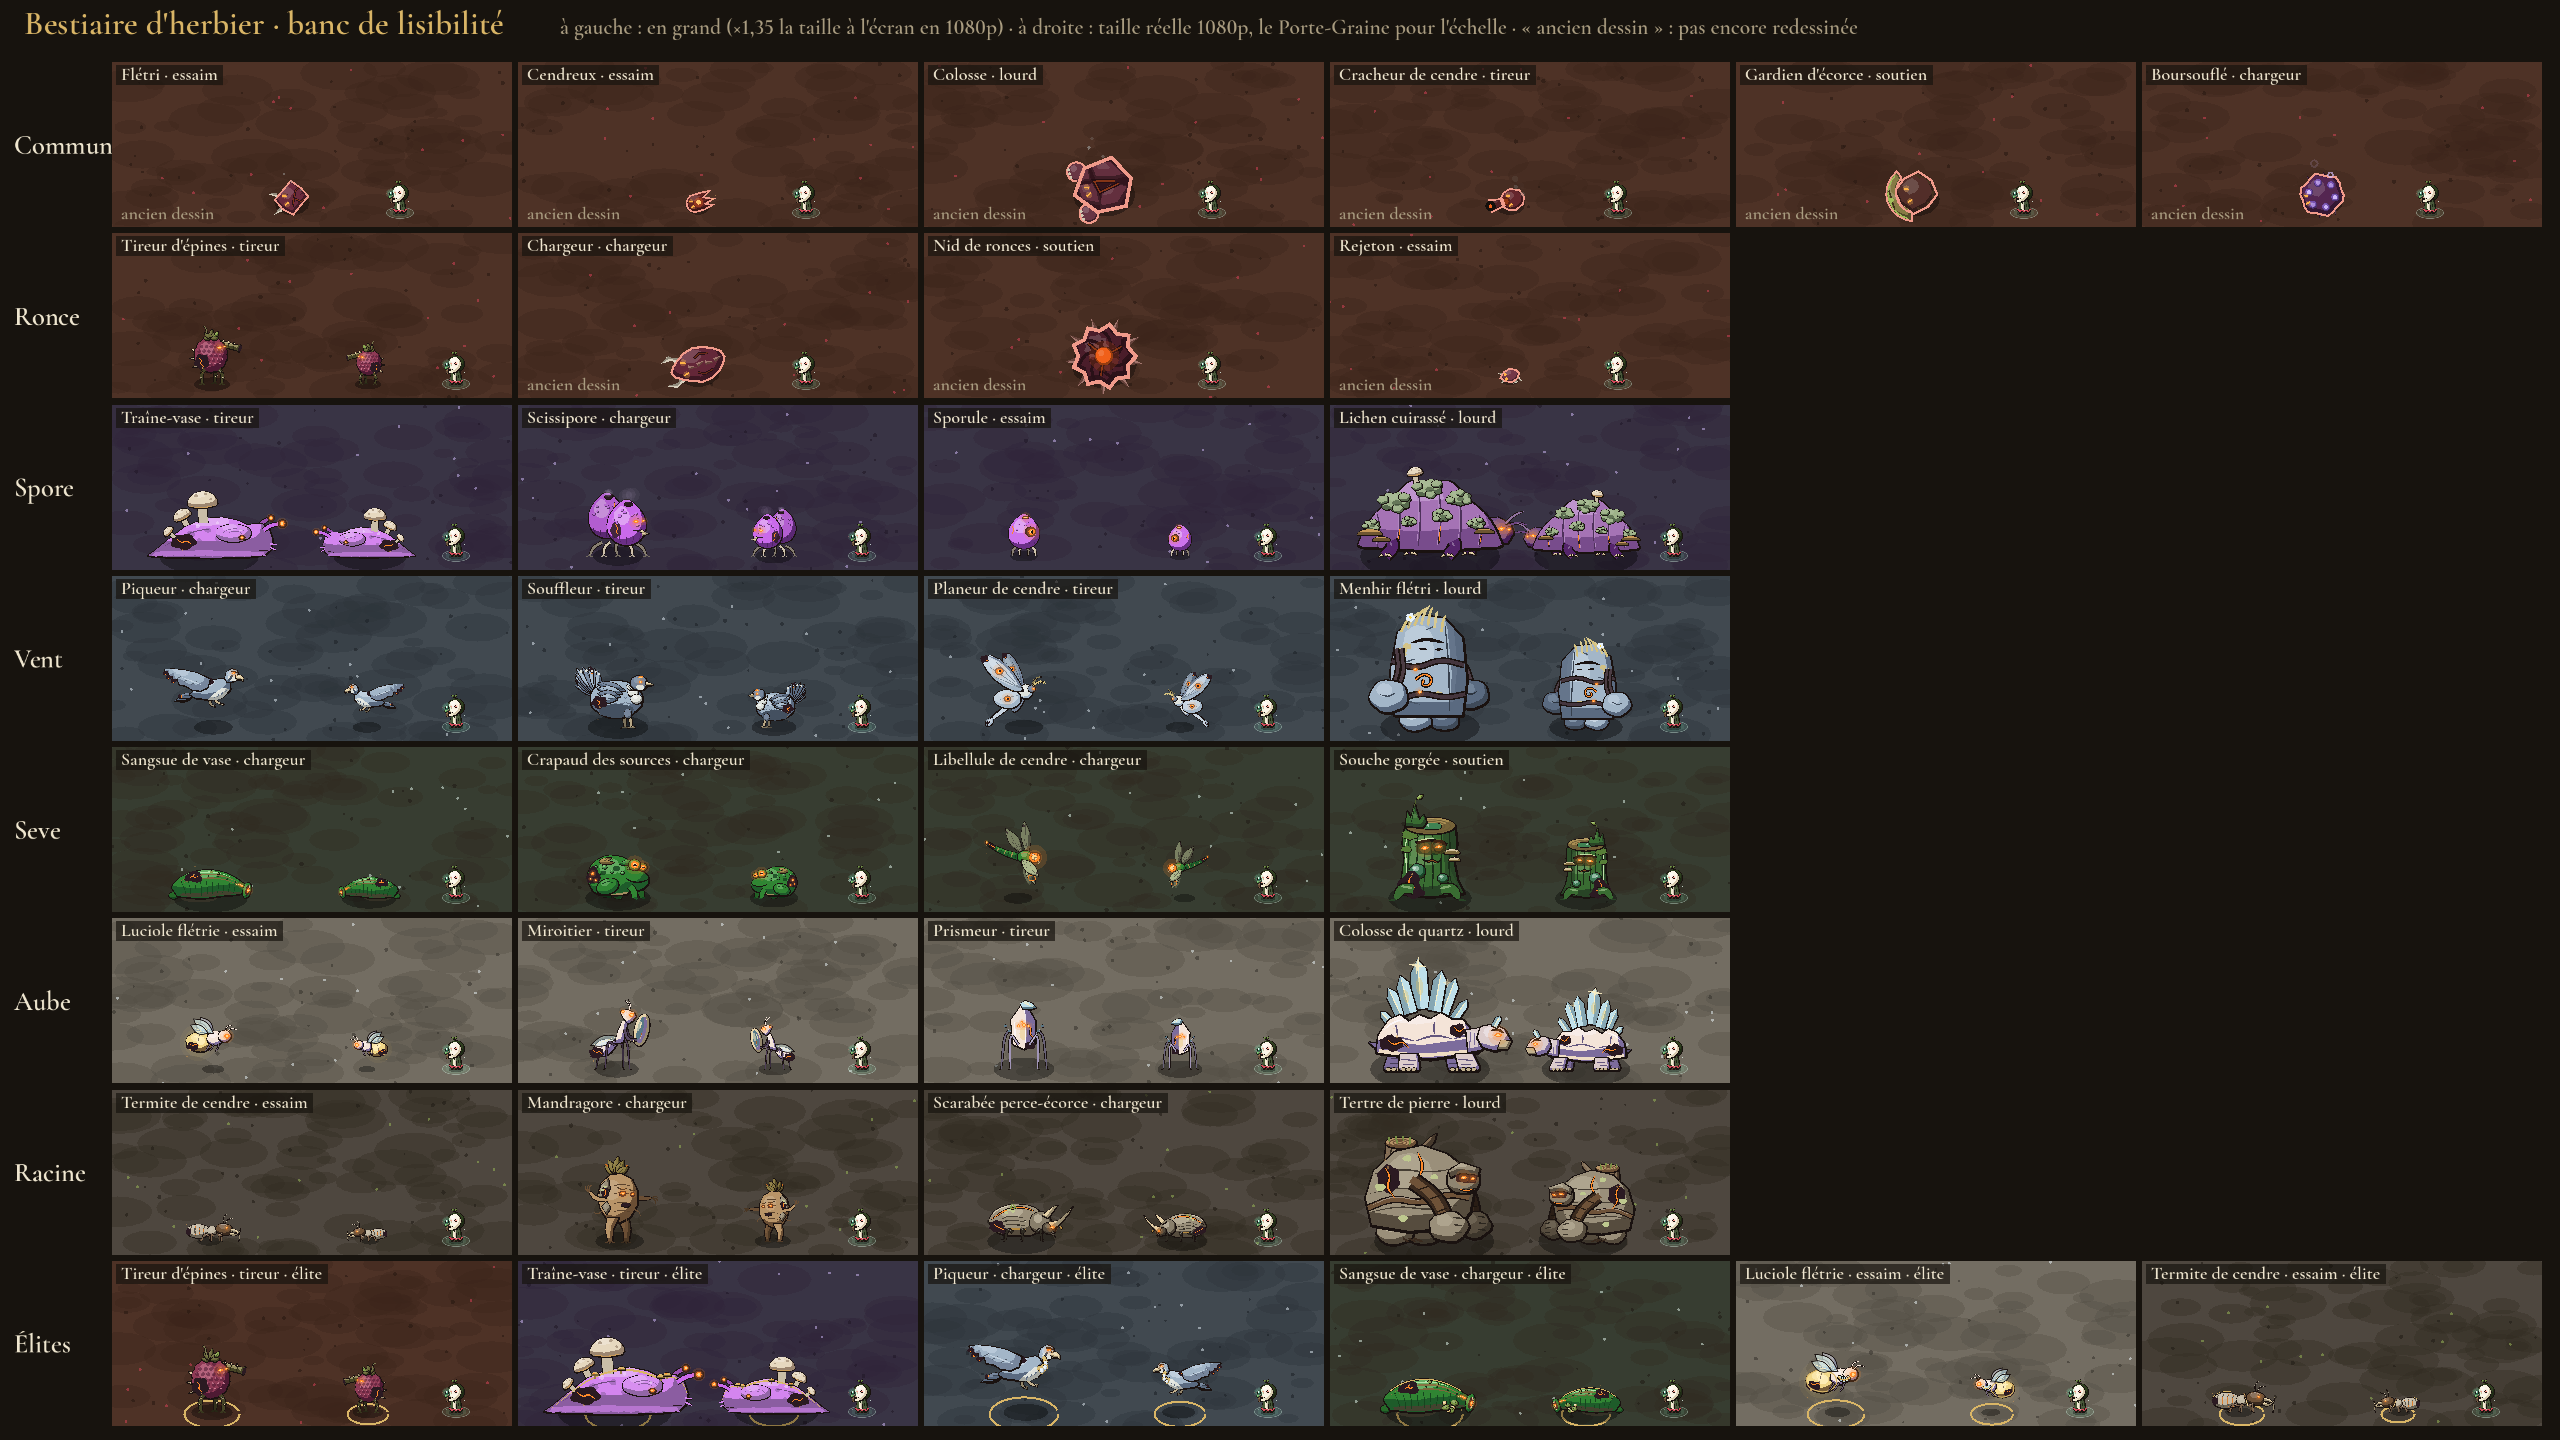 Bestiaire d'herbier · banc de lisibilité
à gauche : en grand (×1,35 la taille à l'écran en 1080p) · à droite : taille réelle 1080p, le Porte-Graine pour l'échelle · « ancien dessin » : pas encore redessinée
Commun
Flétri · essaim
ancien dessin
Cendreux · essaim
ancien dessin
Colosse · lourd
ancien dessin
Cracheur de cendre · tireur
ancien dessin
Gardien d'écorce · soutien
ancien dessin
Boursouflé · chargeur
ancien dessin
Ronce
Tireur d'épines · tireur
Chargeur · chargeur
ancien dessin
Nid de ronces · soutien
ancien dessin
Rejeton · essaim
ancien dessin
Spore
Traîne-vase · tireur
Scissipore · chargeur
Sporule · essaim
Lichen cuirassé · lourd
Vent
Piqueur · chargeur
Souffleur · tireur
Planeur de cendre · tireur
Menhir flétri · lourd
Seve
Sangsue de vase · chargeur
Crapaud des sources · chargeur
Libellule de cendre · chargeur
Souche gorgée · soutien
Aube
Luciole flétrie · essaim
Miroitier · tireur
Prismeur · tireur
Colosse de quartz · lourd
Racine
Termite de cendre · essaim
Mandragore · chargeur
Scarabée perce-écorce · chargeur
Tertre de pierre · lourd
Élites
Tireur d'épines · tireur · élite
Traîne-vase · tireur · élite
Piqueur · chargeur · élite
Sangsue de vase · chargeur · élite
Luciole flétrie · essaim · élite
Termite de cendre · essaim · élite